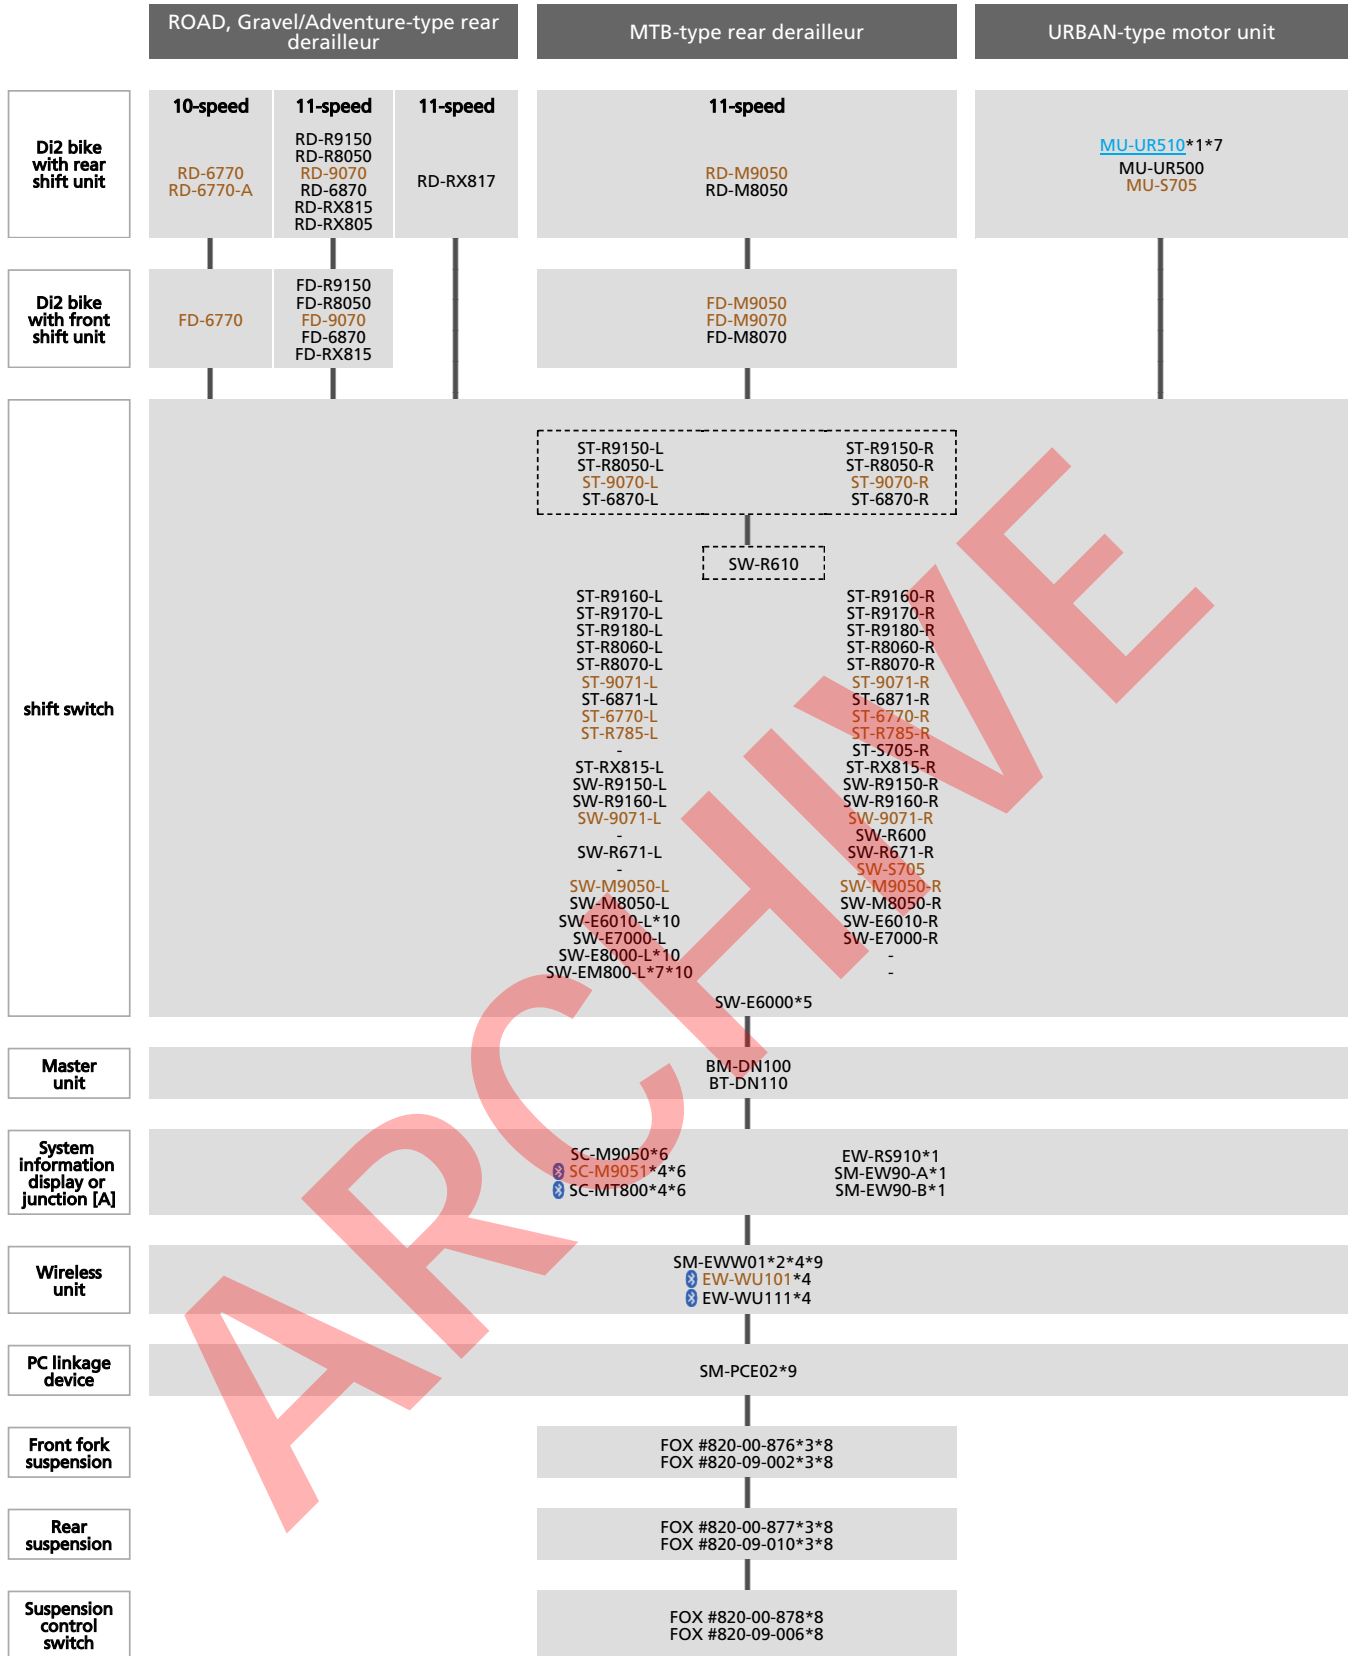 ROAD, Gravel/Adventure-type rear
derailleur
MTB-type rear derailleur
URBAN-type motor unit
Di2 bike
with rear
shift unit
10-speed
RD-6770
RD-6770-A
11-speed
RD-R9150
RD-R8050
RD-9070
RD-6870
RD-RX815
RD-RX805
11-speed
RD-RX817
11-speed
RD-M9050
RD-M8050
MU-UR510*1*7
MU-UR500
MU-S705
Di2 bike
with front
shift unit
FD-6770
FD-R9150
FD-R8050
FD-9070
FD-6870
FD-RX815
FD-M9050
FD-M9070
FD-M8070
shift switch
ST-R9150-L ST-R9150-R
ST-R8050-L ST-R8050-R
ST-9070-L ST-9070-R
ST-6870-L ST-6870-R
SW-R610
ST-R9160-L ST-R9160-R
ST-R9170-L ST-R9170-R
ST-R9180-L ST-R9180-R
ST-R8060-L ST-R8060-R
ST-R8070-L ST-R8070-R
ST-9071-L ST-9071-R
ST-6871-L ST-6871-R
ST-6770-L ST-6770-R
ST-R785-L ST-R785-R
- ST-S705-R
ST-RX815-L ST-RX815-R
SW-R9150-L SW-R9150-R
SW-R9160-L SW-R9160-R
SW-9071-L SW-9071-R
- SW-R600
SW-R671-L SW-R671-R
- SW-S705
SW-M9050-L SW-M9050-R
SW-M8050-L SW-M8050-R
SW-E6010-L*10 SW-E6010-R
SW-E7000-L SW-E7000-R
SW-E8000-L*10 -
SW-EM800-L*7*10 -
SW-E6000*5
Master
unit
BM-DN100
BT-DN110
System
information
display or
junction [A]
SC-M9050*6 EW-RS910*1
SC-M9051*4*6 SM-EW90-A*1
SC-MT800*4*6 SM-EW90-B*1
Wireless
unit
SM-EWW01*2*4*9
EW-WU101*4
EW-WU111*4
PC linkage
device
SM-PCE02*9
Front fork
suspension
FOX #820-00-876*3*8
FOX #820-09-002*3*8
Rear
suspension
FOX #820-00-877*3*8
FOX #820-09-010*3*8
Suspension
control
switch
FOX #820-00-878*8
FOX #820-09-006*8
ARCHIVE